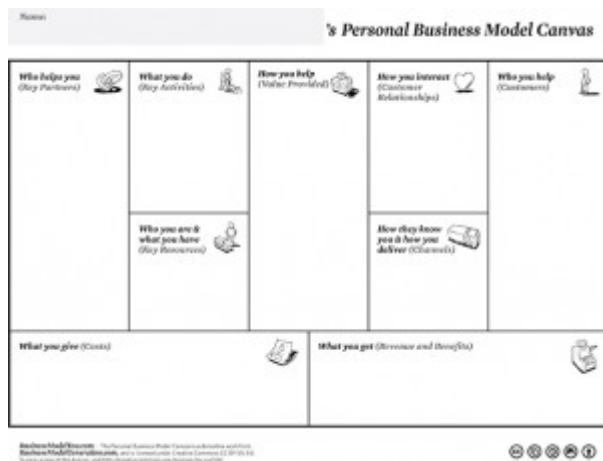 Name:
's Personal Business Model Canvas
Who helps you
(Key Partners)
What you do
(Key Activities)
How you help
(Value Provided)
How you interact
(Customer
Relationships)
Who you help
(Customers)
Who you are &
what you have
(Key Resources)
How they know
you & how you
deliver (Channels)
What you give (Costs)
What you get (Revenue and Benefits)
BusinessModelYou.com
BusinessModelGeneration.com